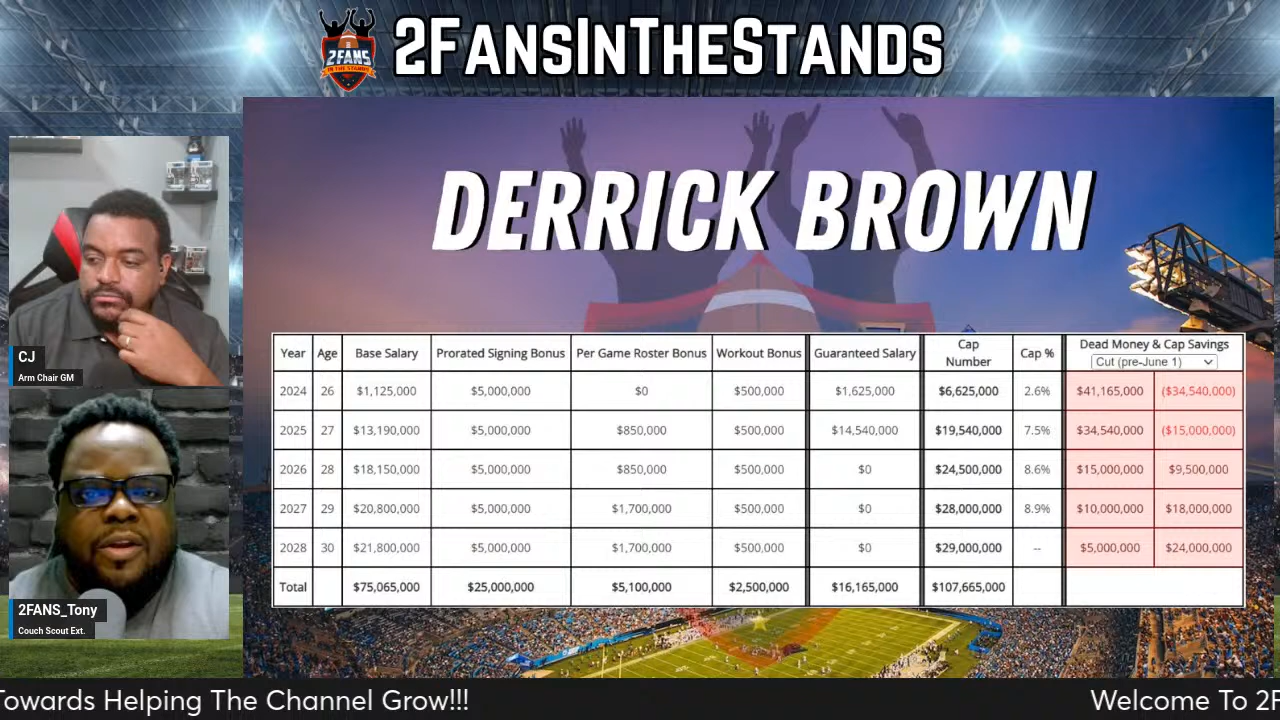 2FANS
IN THE STANDS
2FansInTheStands
DERRICK BROWN
CJ
Arm Chair GM
2FANS_Tony
Couch Scout Ext.
Year Age Base Salary Prorated Signing Bonus Per Game Roster Bonus Workout Bonus Guaranteed Salary Cap Number Cap % Dead Money & Cap Savings
Cut (pre-June 1)
2024 26 $1,125,000 $5,000,000 $0 $500,000 $1,625,000 $6,625,000 2.6% $41,165,000 ($34,540,000)
2025 27 $13,190,000 $5,000,000 $850,000 $500,000 $14,540,000 $19,540,000 7.5% $34,540,000 ($15,000,000)
2026 28 $18,150,000 $5,000,000 $850,000 $500,000 $0 $24,500,000 8.6% $15,000,000 $9,500,000
2027 29 $20,800,000 $5,000,000 $1,700,000 $500,000 $0 $28,000,000 8.9% $10,000,000 $18,000,000
2028 30 $21,800,000 $5,000,000 $1,700,000 $500,000 $0 $29,000,000 -- $5,000,000 $24,000,000
Total $75,065,000 $25,000,000 $5,100,000 $2,500,000 $16,165,000 $107,665,000
Towards Helping The Channel Grow!!! Welcome To 2F